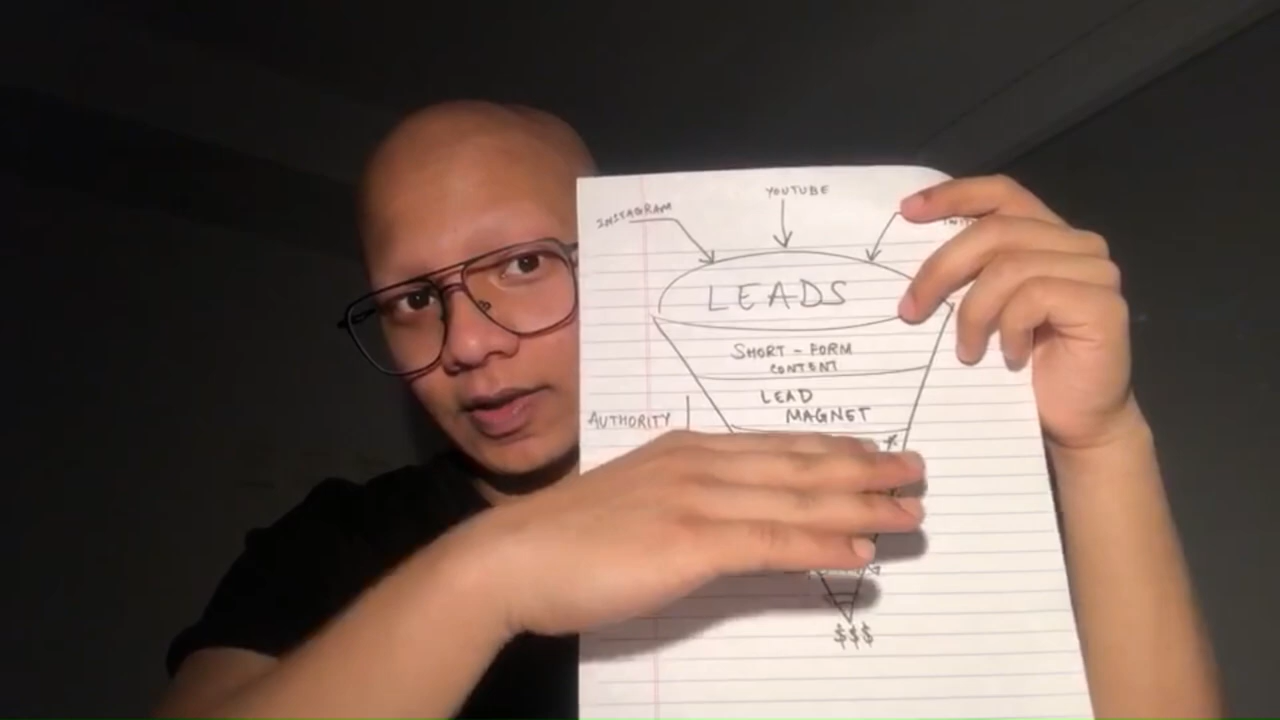 YOUTUBE
INSTAGRAM
LEADS
SHORT - FORM
CONTENT
LEAD
MAGNET
AUTHORITY
$$$